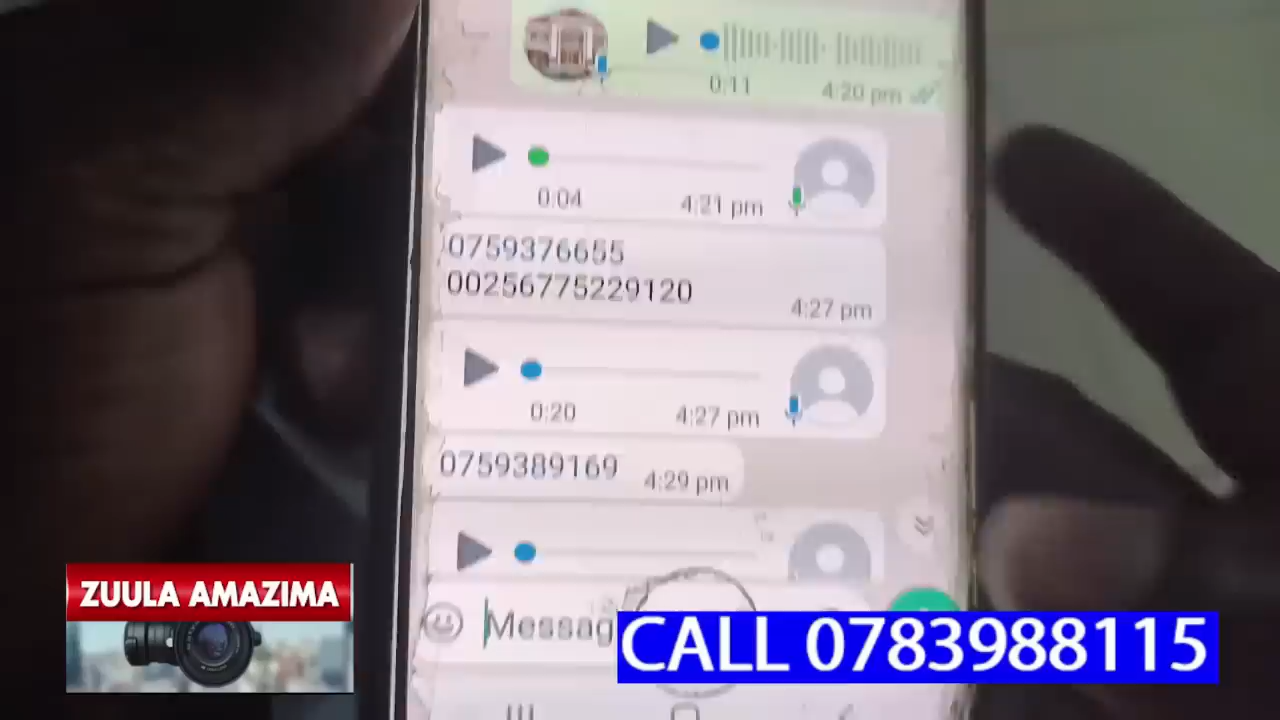 0:11
4:20 pm
0:04
4:21 pm
0759376655
00256775229120
4:27 pm
0:20
4:27 pm
0759389169
4:29 pm
Messag
ZUULA AMAZIMA
CALL 0783988115